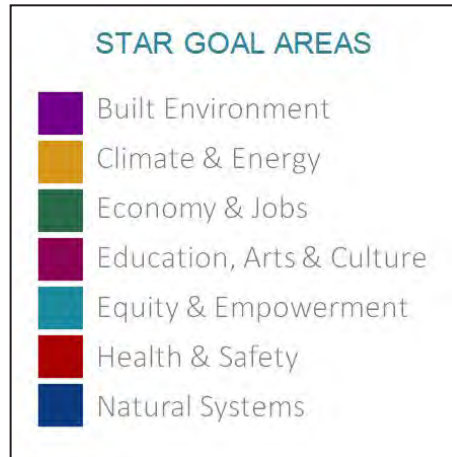 STAR GOAL AREAS
Built Environment
Climate & Energy
Economy & Jobs
Education, Arts & Culture
Equity & Empowerment
Health & Safety
Natural Systems